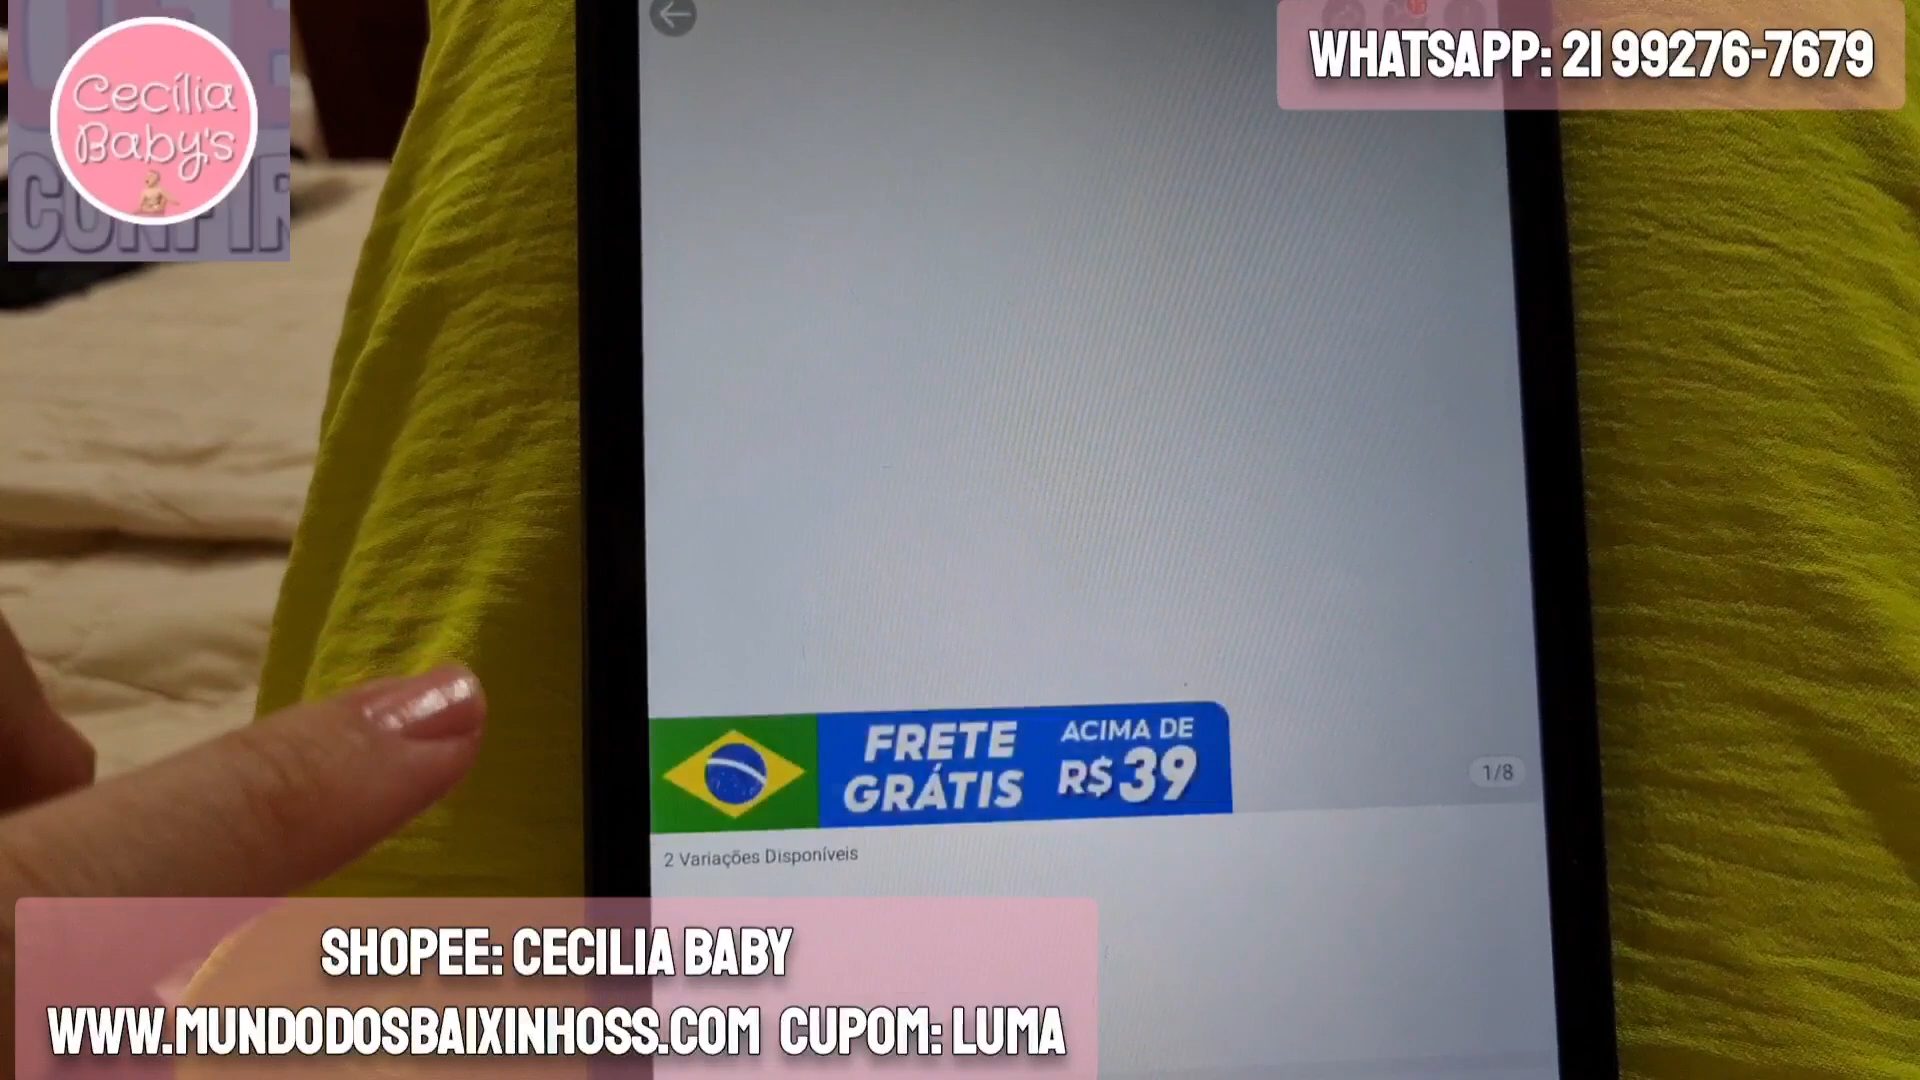 Cecília
Baby's
CONFIR
WHATSAPP: 21 99276-7679
FRETE
GRÁTIS
ACIMA DE
R$39
1/8
2 Variações Disponíveis
SHOPEE: CECILIA BABY
WWW.MUNDODOSBAIXINHOSS.COM CUPOM: LUMA